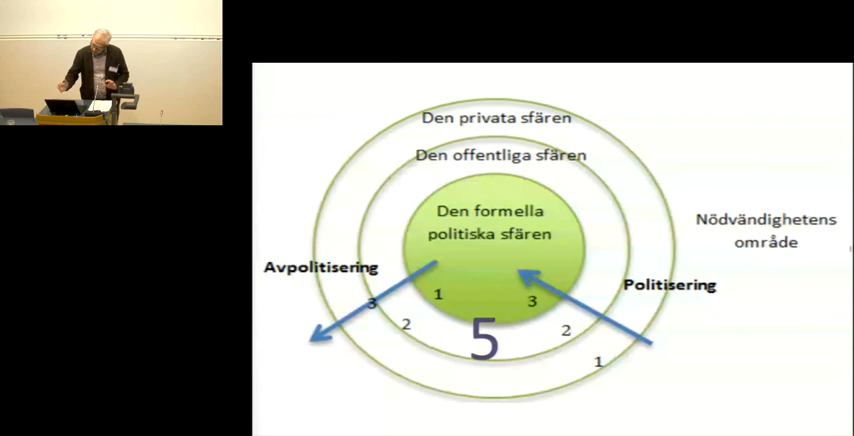 Den privata sfären
Den offentliga sfären
Den formella
politiska sfären
Nödvändighetens
område
Avpolitisering
Politisering
1
3
3
2
5
2
1